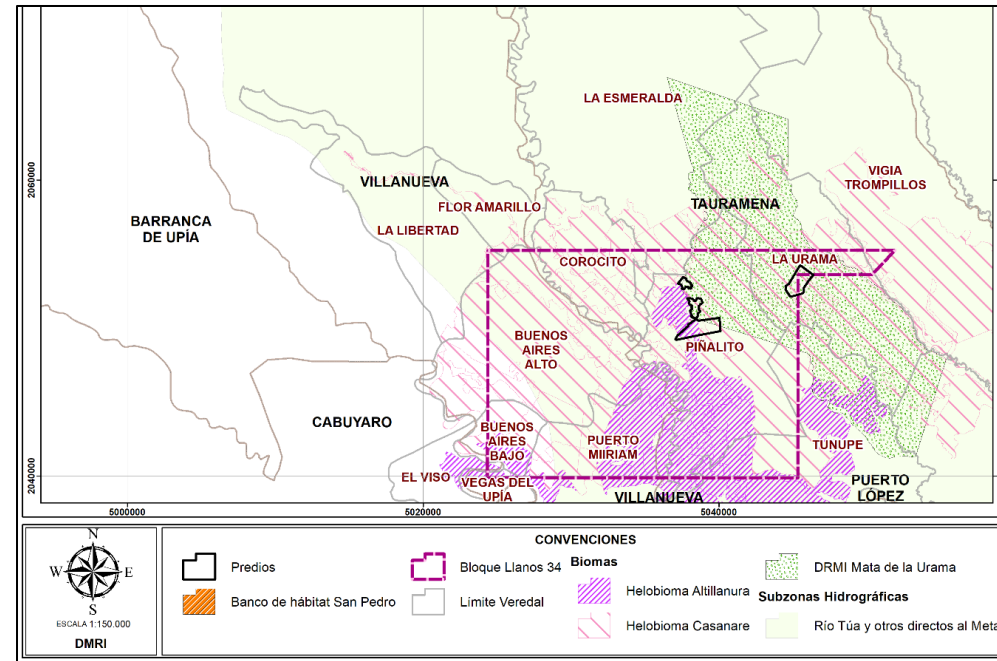 LA ESMERALDA
2060000
VILLANUEVA
VIGIA
TROMPILLOS
FLOR AMARILLO
TAURAMENA
BARRANCA
DE UPÍA
LA LIBERTAD
COROCITO
LA URAMA
BUENOS
AIRES
ALTO
PIÑALITO
CABUYARO
BUENOS
AIRES
BAJO
PUERTO
MIIRIAM
TUNUPE
2040000
EL VISO
VEGAS DEL
UPÍA
VILLANUEVA
PUERTO
LÓPEZ
5000000
5020000
5040000
N
W
E
S
ESCALA 1:150.000
DMRI
CONVENCIONES
Predios
Banco de hábitat San Pedro
Bloque Llanos 34
Límite Veredal
Biomas
Helobioma Altillanura
Helobioma Casanare
DRMI Mata de la Urama
Subzonas Hidrográficas
Río Túa y otros directos al Meta